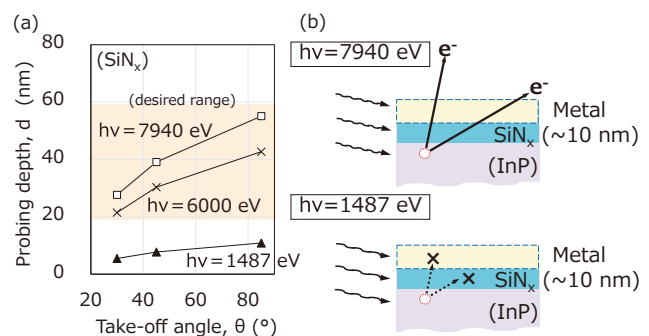 (a)
(SiNₓ)
(desired range)
hν=7940 eV
hν=6000 eV
hν=1487 eV
Probing depth, d (nm)
80
60
40
20
0
20
40
60
80
Take-off angle, θ (°)
(b)
hν=7940 eV
e⁻
e⁻
Metal
SiNₓ (~10 nm)
(InP)
hν=1487 eV
Metal
SiNₓ (~10 nm)
(InP)